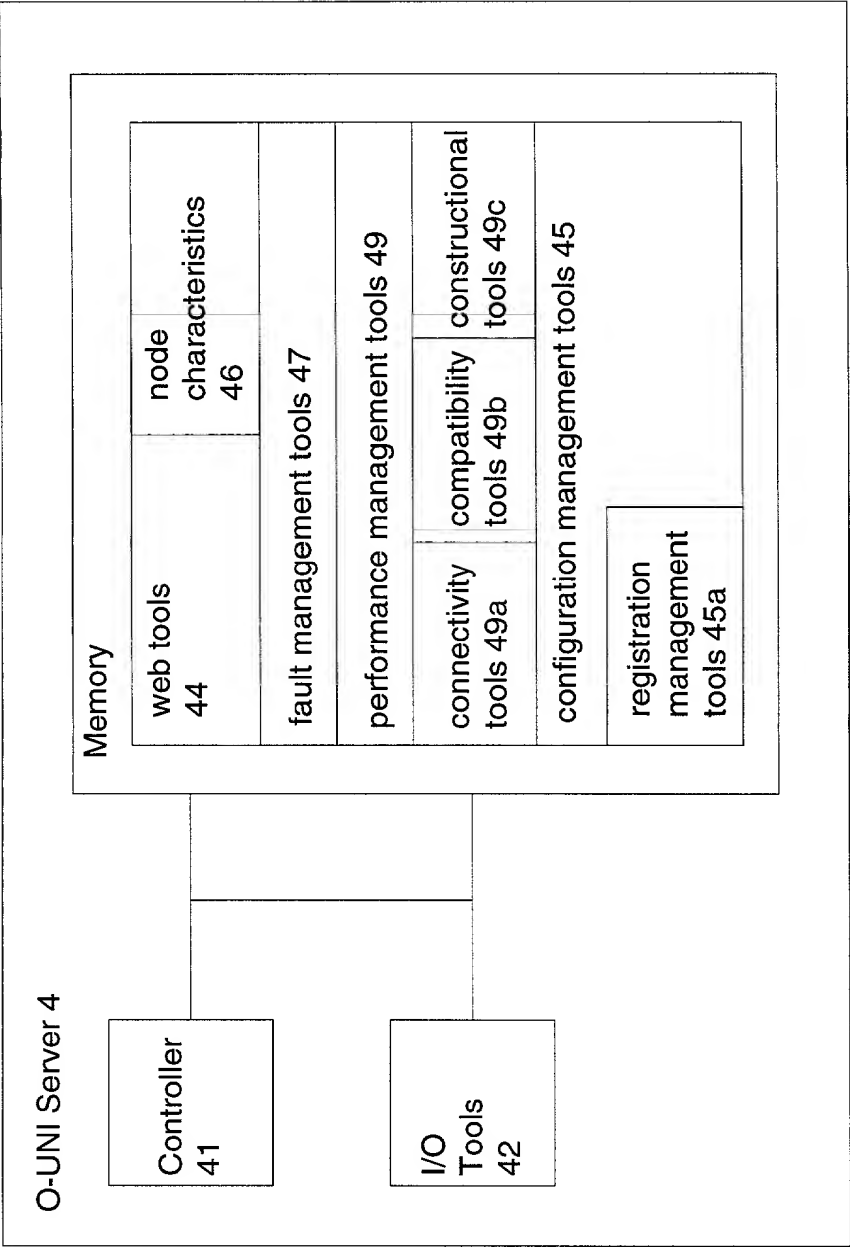 O-UNI Server 4
Controller
41
I/O
Tools
42
Memory
web tools
44
node
characteristics
46
fault management tools 47
performance management tools 49
connectivity
tools 49a
compatibility
tools 49b
constructional
tools 49c
configuration management tools 45
registration
management
tools 45a